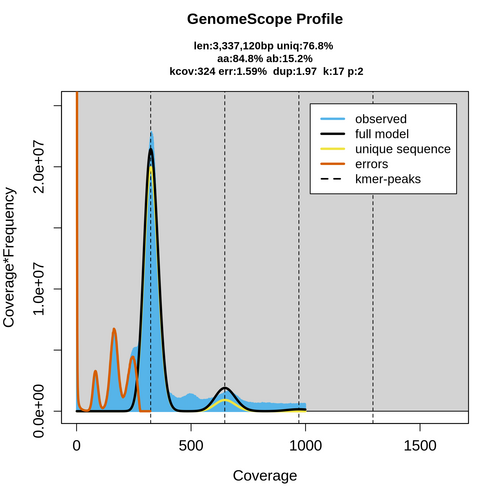 GenomeScope Profile
len:3,337,120bp uniq:76.8%
aa:84.8% ab:15.2%
kcov:324 err:1.59% dup:1.97 k:17 p:2
observed
full model
unique sequence
errors
kmer-peaks
Coverage*Frequency
0.0e+00
1.0e+07
2.0e+07
0
500
1000
1500
Coverage